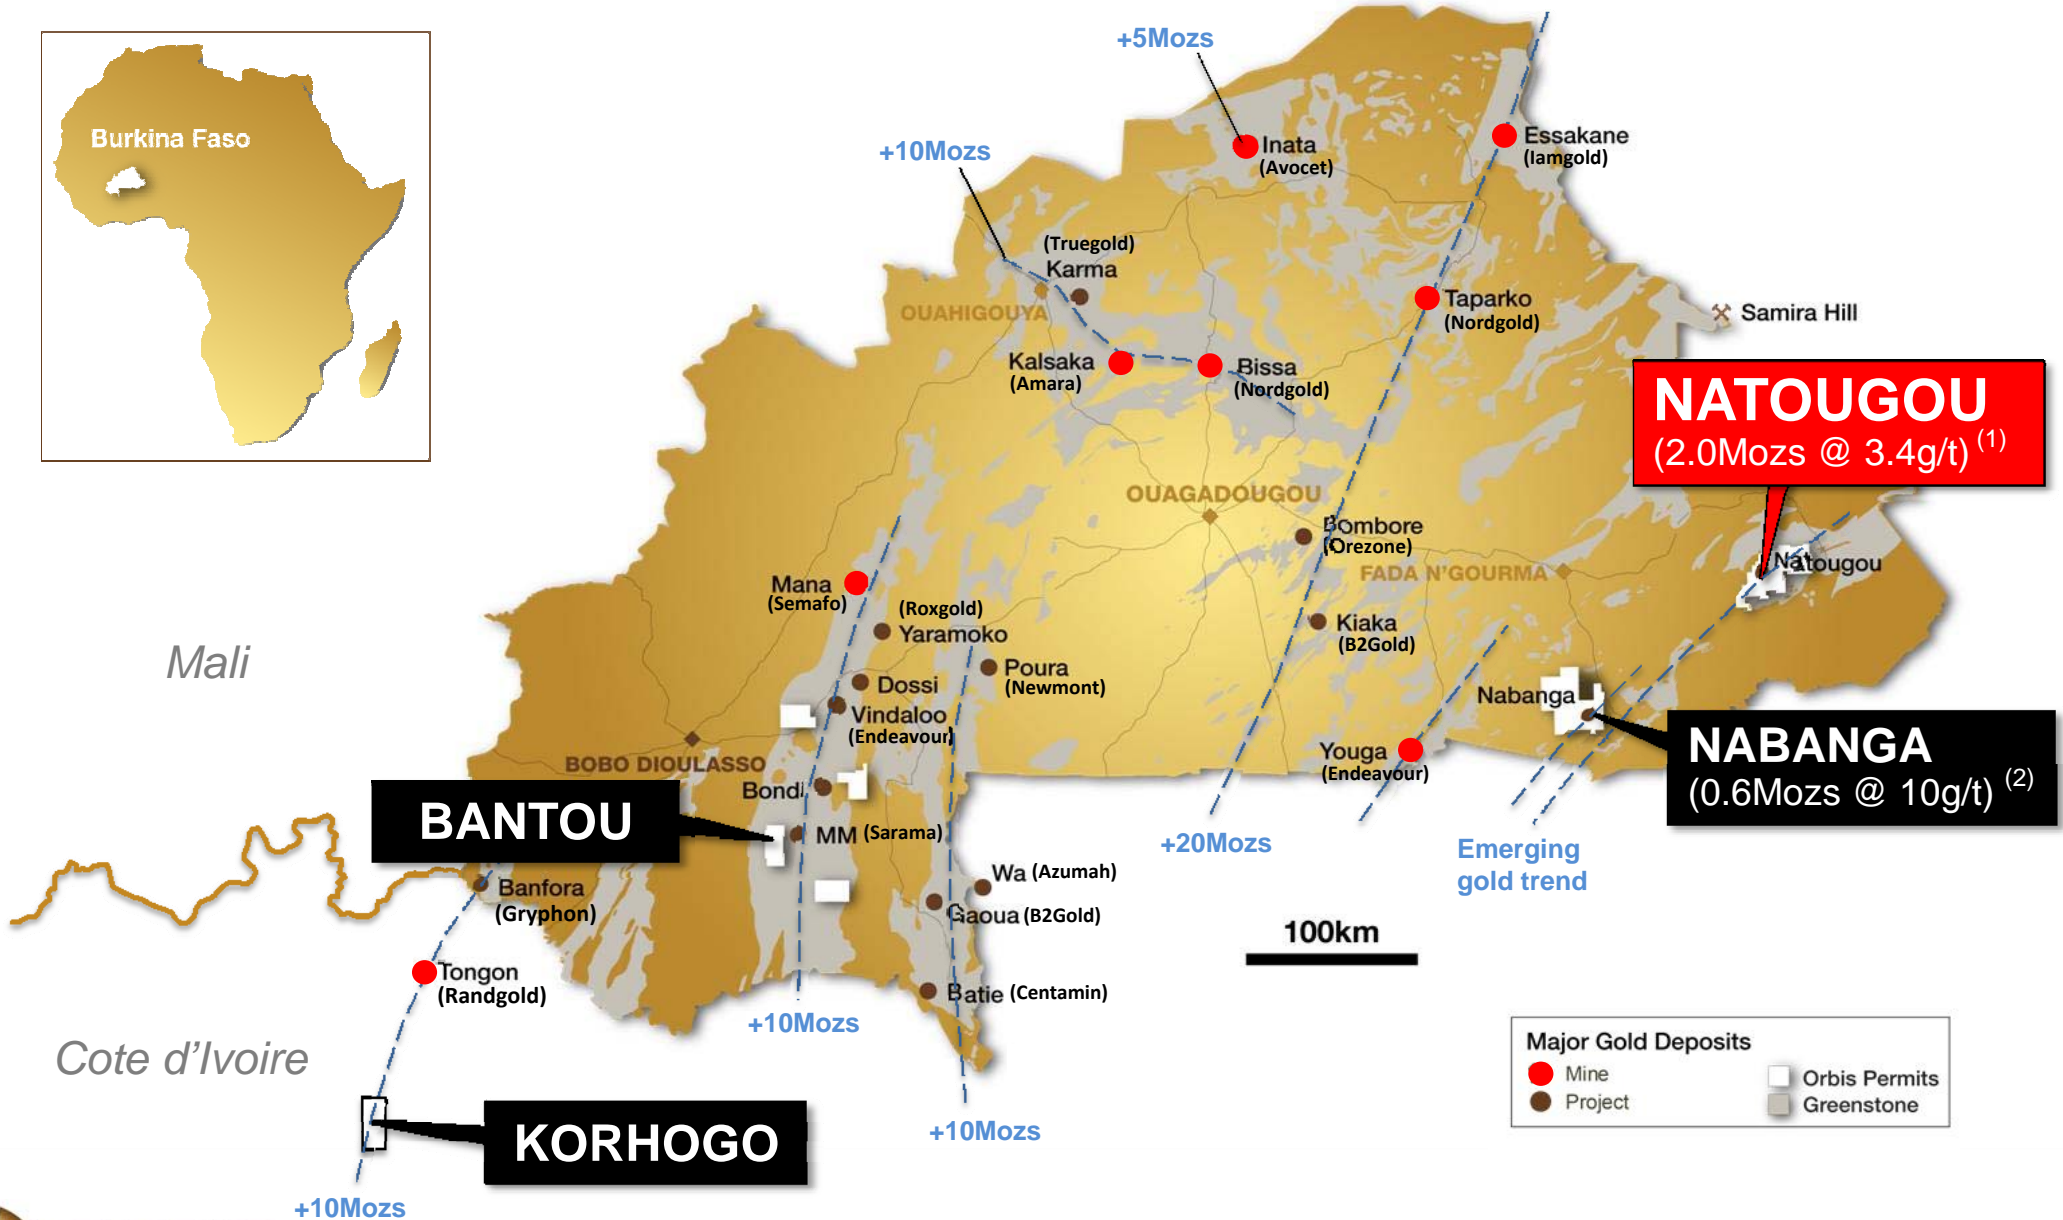 Burkina Faso
+5Mozs
+10Mozs
Inata
(Avocet)
Essakane
(Iamgold)
(Truegold)
Karma
OUAHIGOUYA
Taparko
(Nordgold)
Samira Hill
Kalsaka
(Amara)
Bissa
(Nordgold)
NATOUGOU
(2.0Mozs @ 3.4g/t) (1)
OUAGADOUGOU
Bombore
(Orezone)
FADA N'GOURMA
Natougou
Mana
(Semafo)
(Roxgold)
Yaramoko
Kiaka
(B2Gold)
Mali
Poura
(Newmont)
Dossi
Nabanga
Vindaloo
(Endeavour)
NABANGA
(0.6Mozs @ 10g/t) (2)
Youga
(Endeavour)
BOBO DIOULASSO
Bondi
BANTOU
MM (Sarama)
+20Mozs
Emerging
gold trend
Wa (Azumah)
Banfora
(Gryphon)
Gaoua (B2Gold)
100km
Tongon
(Randgold)
Batie (Centamin)
+10Mozs
Cote d'Ivoire
Major Gold Deposits
Mine
Project
Orbis Permits
Greenstone
KORHOGO
+10Mozs
+10Mozs